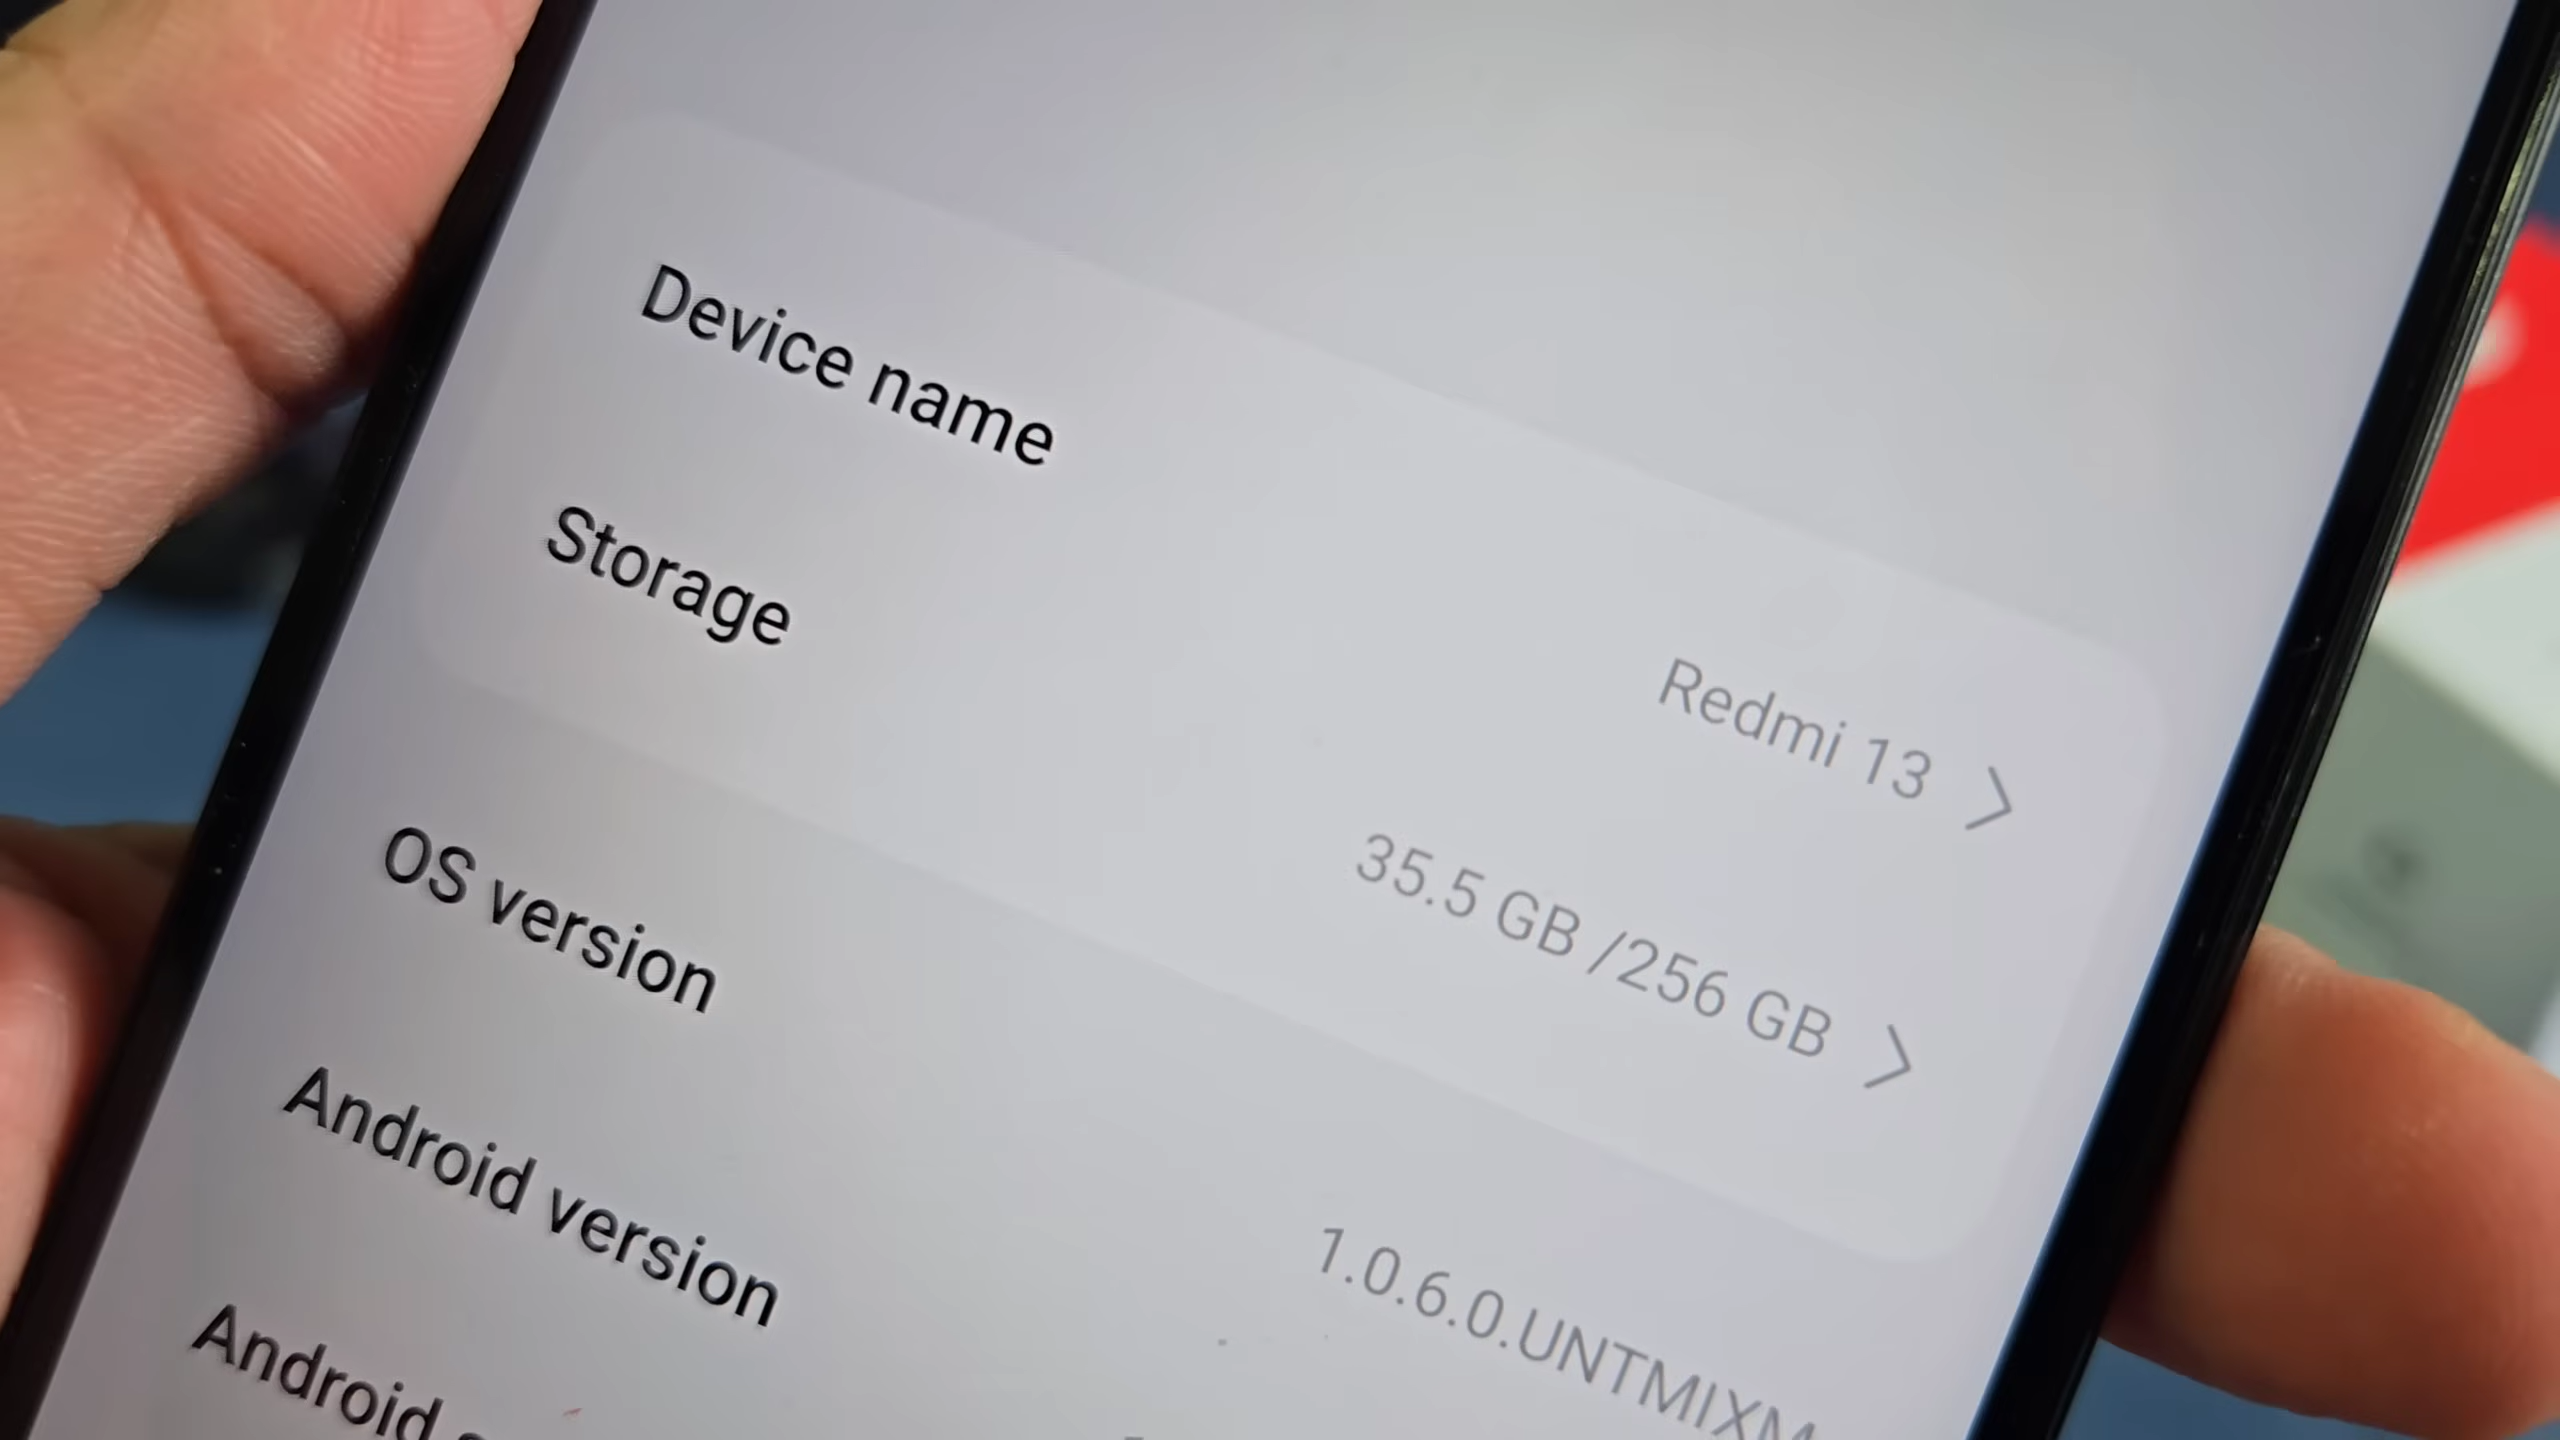 Device name
Redmi 13
Storage
35.5 GB /256 GB
OS version
1.0.6.0.UNTMIXM
Android version
Android